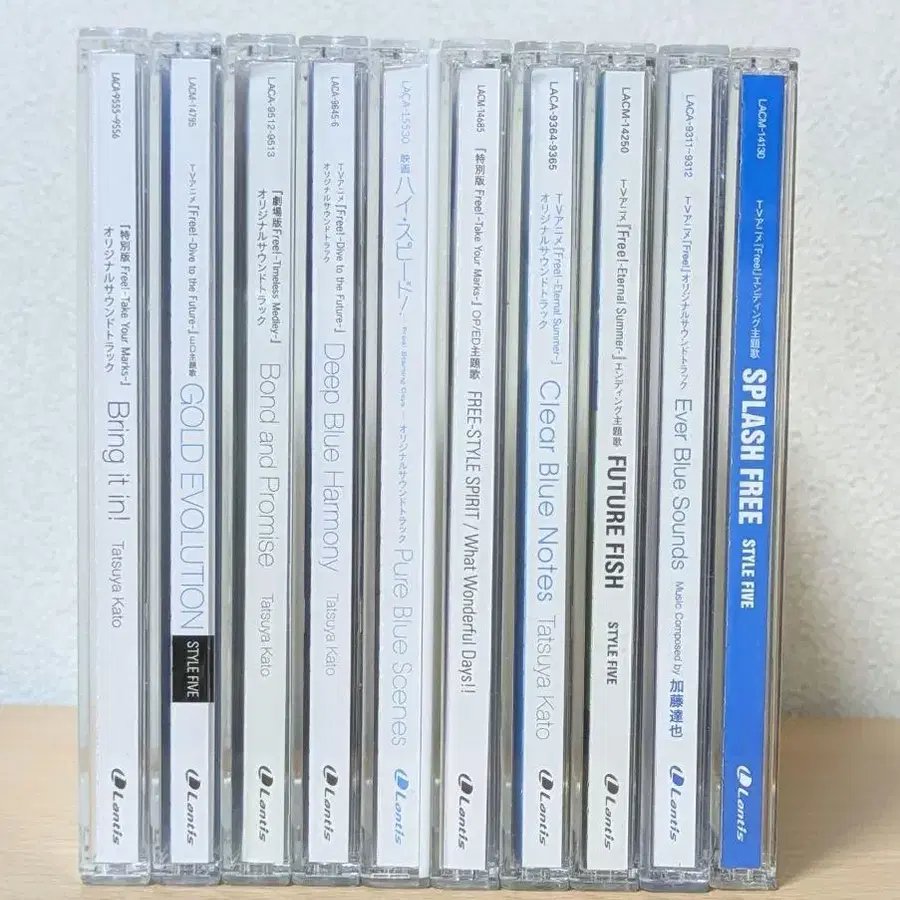 LACA-9555~9556
『特別版 Free!-Take Your Marks-』
オリジナルサウンドトラック
Bring it in!
Tatsuya Kato
Lantis
LACM-14795
TVアニメ『Free!-Dive to the Future-』ED主題歌
GOLD EVOLUTION
STYLE FIVE
Lantis
LACA-9512~9513
『劇場版 Free!-Timeless Medley-』
オリジナルサウンドトラック
Bond and Promise
Tatsuya Kato
Lantis
LACA-9645·6
TVアニメ『Free!-Dive to the Future-』
オリジナルサウンドトラック
Deep Blue Harmony
Tatsuya Kato
Lantis
LACA-15530
映画 ハイ☆スピード!
-Free! Starting Days-
オリジナルサウンドトラック
Pure Blue Scenes
Lantis
LACM-14685
『特別版 Free!-Take Your Marks-』OP/ED主題歌
FREE-STYLE SPIRIT / What Wonderful Days!!
Lantis
LACA-9364~9365
TVアニメ『Free!-Eternal Summer-』
オリジナルサウンドトラック
Clear Blue Notes
Tatsuya Kato
Lantis
LACM-14250
TVアニメ『Free!-Eternal Summer-』エンディング主題歌
FUTURE FISH
STYLE FIVE
Lantis
LACA-9311~9312
TVアニメ『Free!』オリジナルサウンドトラック
Ever Blue Sounds
Music Composed by 加藤達也
Lantis
LACM-14130
TVアニメ『Free!』エンディング主題歌
SPLASH FREE
STYLE FIVE
Lantis